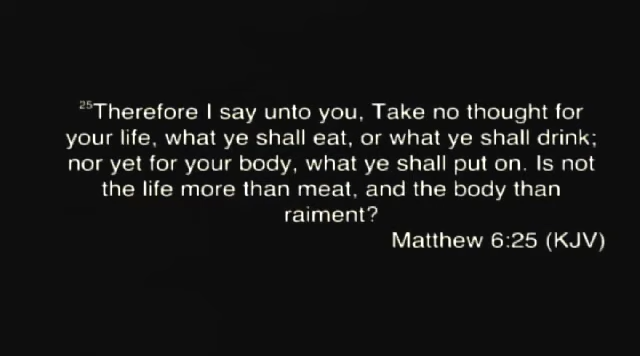 25Therefore I say unto you, Take no thought for
your life, what ye shall eat, or what ye shall drink;
nor yet for your body, what ye shall put on. Is not
the life more than meat, and the body than
raiment?
Matthew 6:25 (KJV)